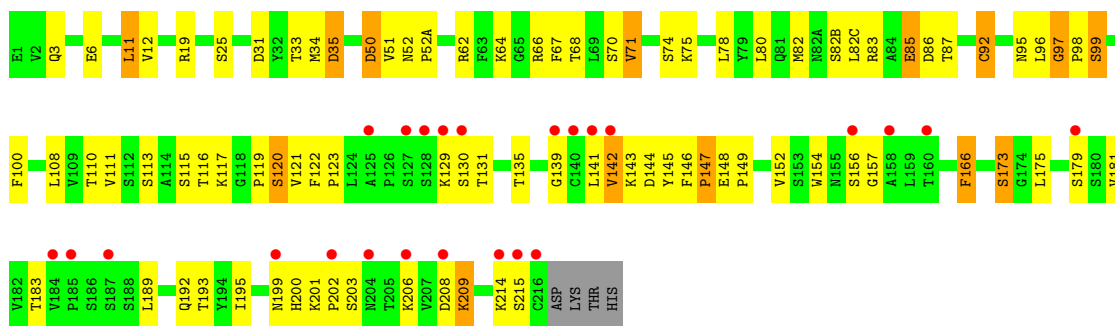 E1 V2 Q3 E6 L11 V12 R19 S25 D31 Y32 T33 M34 D35 D50 V51 N52 P52A R62 F63 K64 G65 R66 F67 T68 L69 S70 V71 S74 K75 L78 Y79 L80 Q81 M82 N82A S82B L82C R83 A84 E85 D86 T87 C92 N95 L96 G97 P98 S99
F100 L108 V109 T110 V111 S112 S113 A114 S115 T116 K117 G118 P119 S120 V121 F122 P123 L124 A125 P126 S127 S128 K129 S130 T131 T135 G139 C140 L141 V142 K143 D144 Y145 F146 P147 E148 P149 V152 S153 W154 N155 S156 G157 A158 L159 T160 F166 S173 G174 L175 S179 S180 V181
V182 T183 V184 P185 S186 S187 S188 L189 Q192 T193 Y194 I195 N199 H200 K201 P202 S203 N204 T205 K206 V207 D208 K209 K214 S215 C216 ASP LYS THR HIS